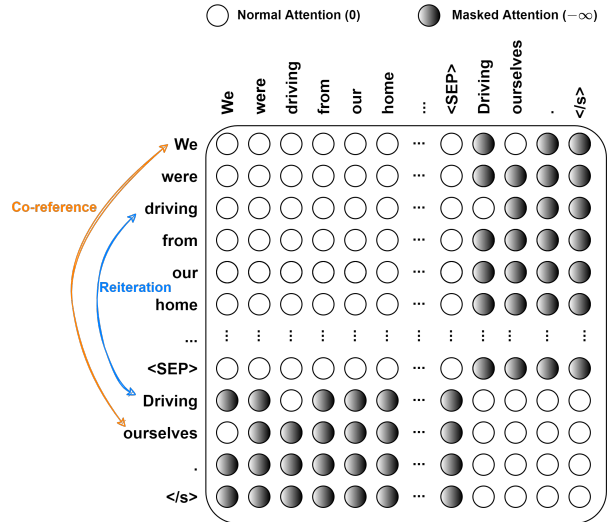 Normal Attention (0) Masked Attention (−∞)
We were driving from our home ... <SEP> Driving ourselves . </s>
We ...
were ...
Co-reference
driving ...
from ...
our ...
Reiteration
home ...
... ⋮ ⋮ ⋮ ⋮ ⋮ ⋮ ... ⋮ ⋮ ⋮ ⋮ ⋮
<SEP> ...
Driving ...
ourselves ...
. ...
</s> ...